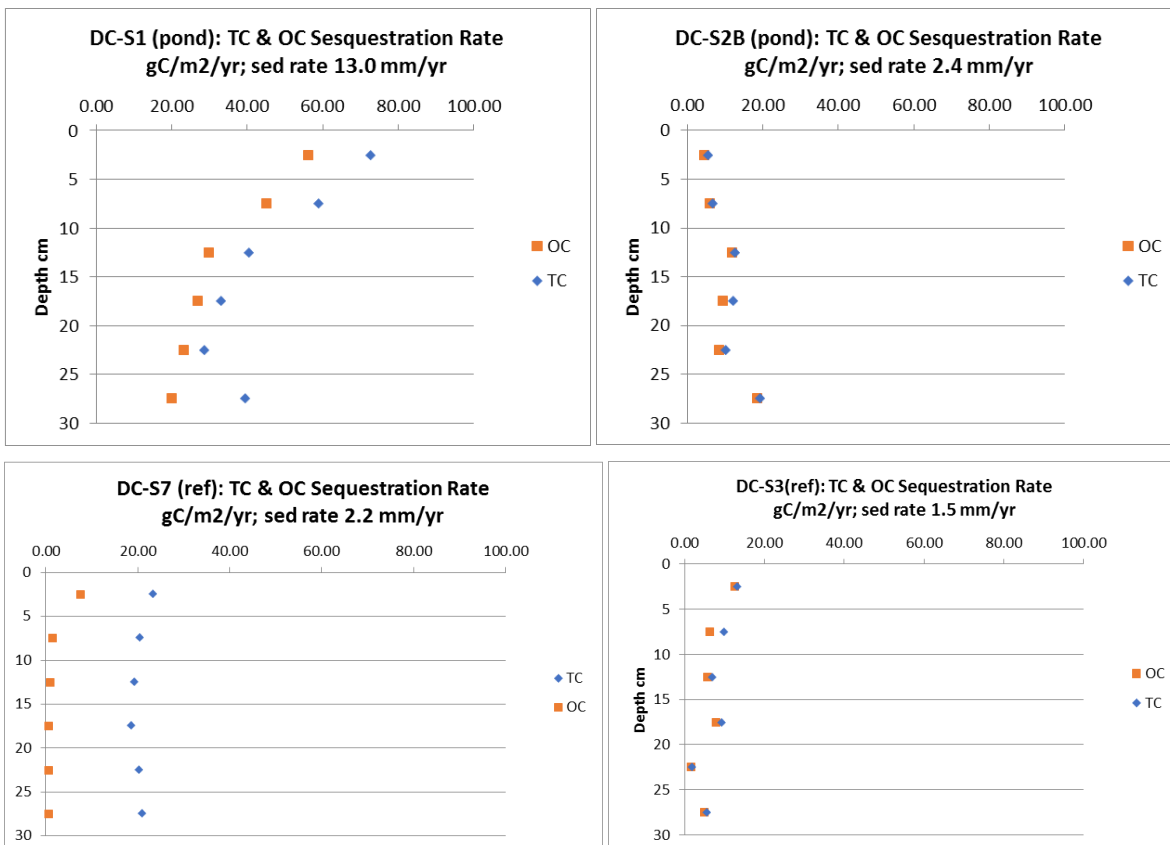 DC-S1 (pond): TC & OC Sesquestration Rate
gC/m2/yr; sed rate 13.0 mm/yr
0.00 20.00 40.00 60.00 80.00 100.00
0
5
10
15
20
25
30
Depth cm
OC
TC
DC-S2B (pond): TC & OC Sesquestration Rate
gC/m2/yr; sed rate 2.4 mm/yr
0.00 20.00 40.00 60.00 80.00 100.00
0
5
10
15
20
25
30
OC
TC
DC-S7 (ref): TC & OC Sequestration Rate
gC/m2/yr; sed rate 2.2 mm/yr
0.00 20.00 40.00 60.00 80.00 100.00
0
5
10
15
20
25
30
TC
OC
DC-S3(ref): TC & OC Sequestration Rate
gC/m2/yr; sed rate 1.5 mm/yr
0.00 20.00 40.00 60.00 80.00 100.00
0
5
10
15
20
25
30
Depth cm
OC
TC